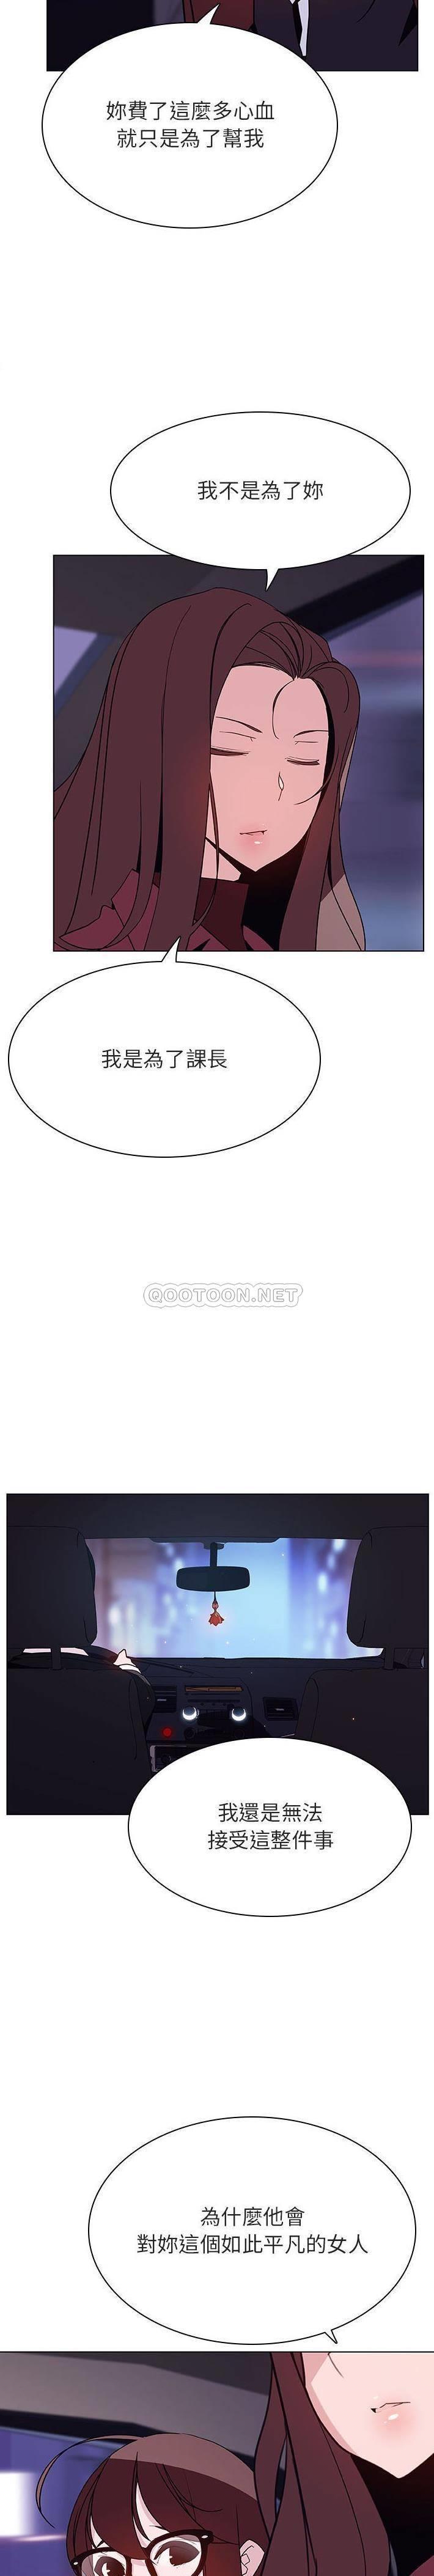 妳費了這麼多心血
就只是為了幫我
我不是為了妳
我是為了課長
QOOTOON.NET
我還是無法
接受這整件事
為什麼他會
對妳這個如此平凡的女人